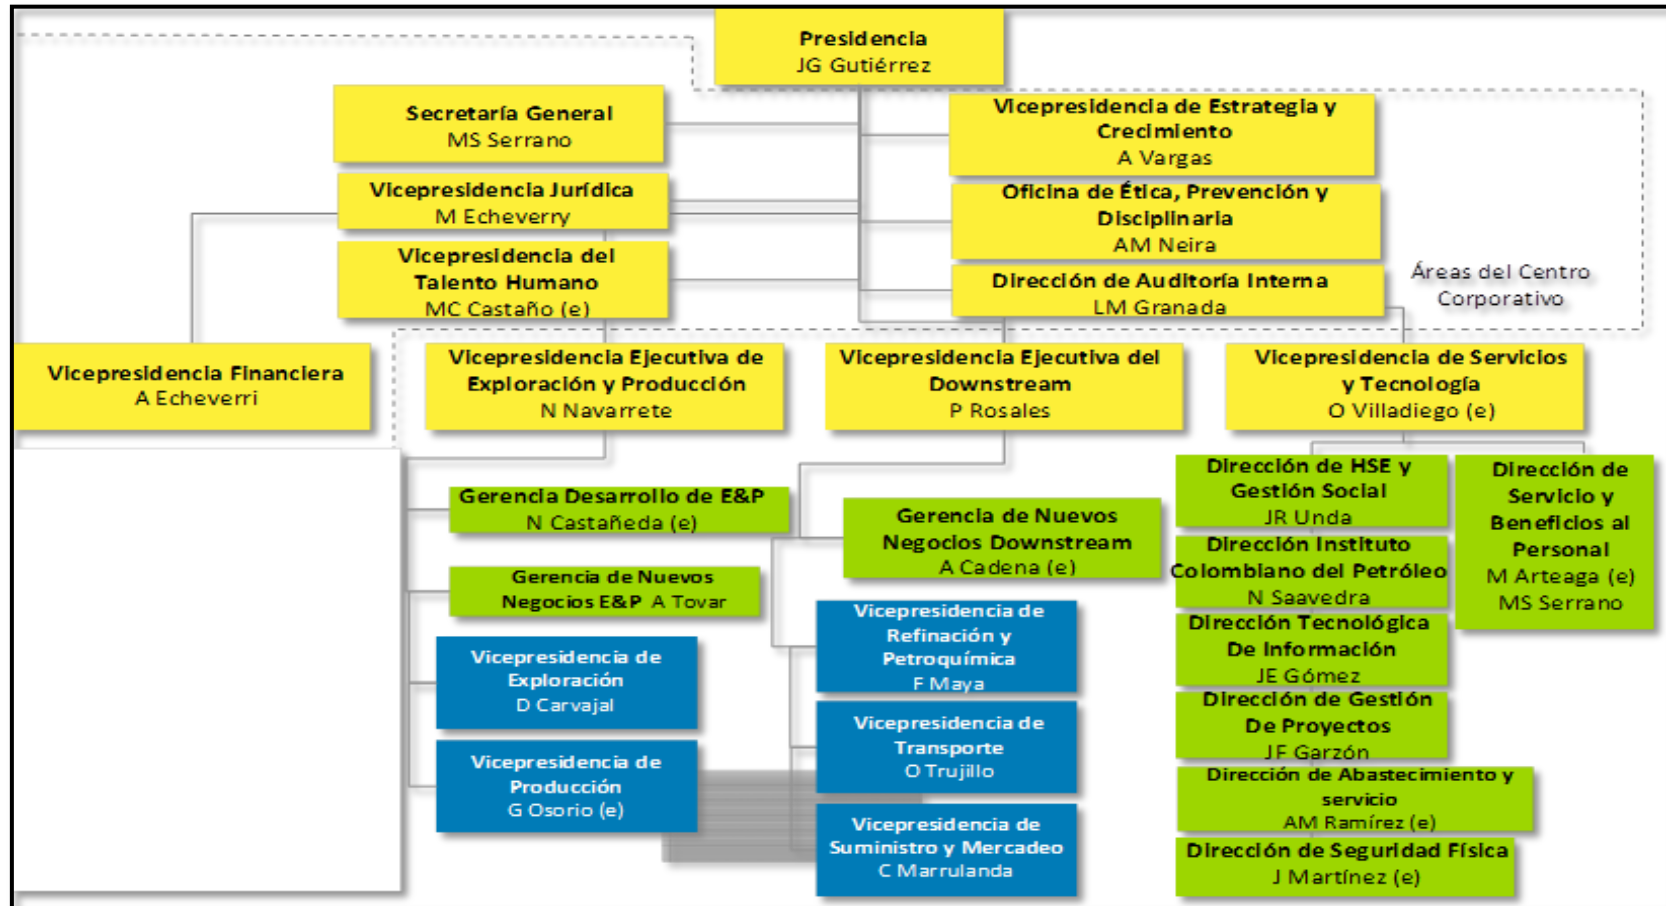 Presidencia
JG Gutiérrez
Secretaría General
MS Serrano
Vicepresidencia de Estrategia y
Crecimiento
A Vargas
Vicepresidencia Jurídica
M Echeverry
Oficina de Ética, Prevención y
Disciplinaria
AM Neira
Vicepresidencia del
Talento Humano
MC Castaño (e)
Dirección de Auditoría Interna
LM Granada
Áreas del Centro
Corporativo
Vicepresidencia Financiera
A Echeverri
Vicepresidencia Ejecutiva de
Exploración y Producción
N Navarrete
Vicepresidencia Ejecutiva del
Downstream
P Rosales
Vicepresidencia de Servicios
y Tecnología
O Villadiego (e)
Gerencia Desarrollo de E&P
N Castañeda (e)
Gerencia de Nuevos
Negocios E&P A Tovar
Vicepresidencia de
Exploración
D Carvajal
Vicepresidencia de
Producción
G Osorio (e)
Gerencia de Nuevos
Negocios Downstream
A Cadena (e)
Vicepresidencia de
Refinación y
Petroquímica
F Maya
Vicepresidencia de
Transporte
O Trujillo
Vicepresidencia de
Suministro y Mercadeo
C Marrulanda
Dirección de HSE y
Gestión Social
JR Unda
Dirección Instituto
Colombiano del Petróleo
N Saavedra
Dirección Tecnológica
De Información
JE Gómez
Dirección de Gestión
De Proyectos
JF Garzón
Dirección de Abastecimiento y
servicio
AM Ramírez (e)
Dirección de Seguridad Física
J Martínez (e)
Dirección de
Servicio y
Beneficios al
Personal
M Arteaga (e)
MS Serrano